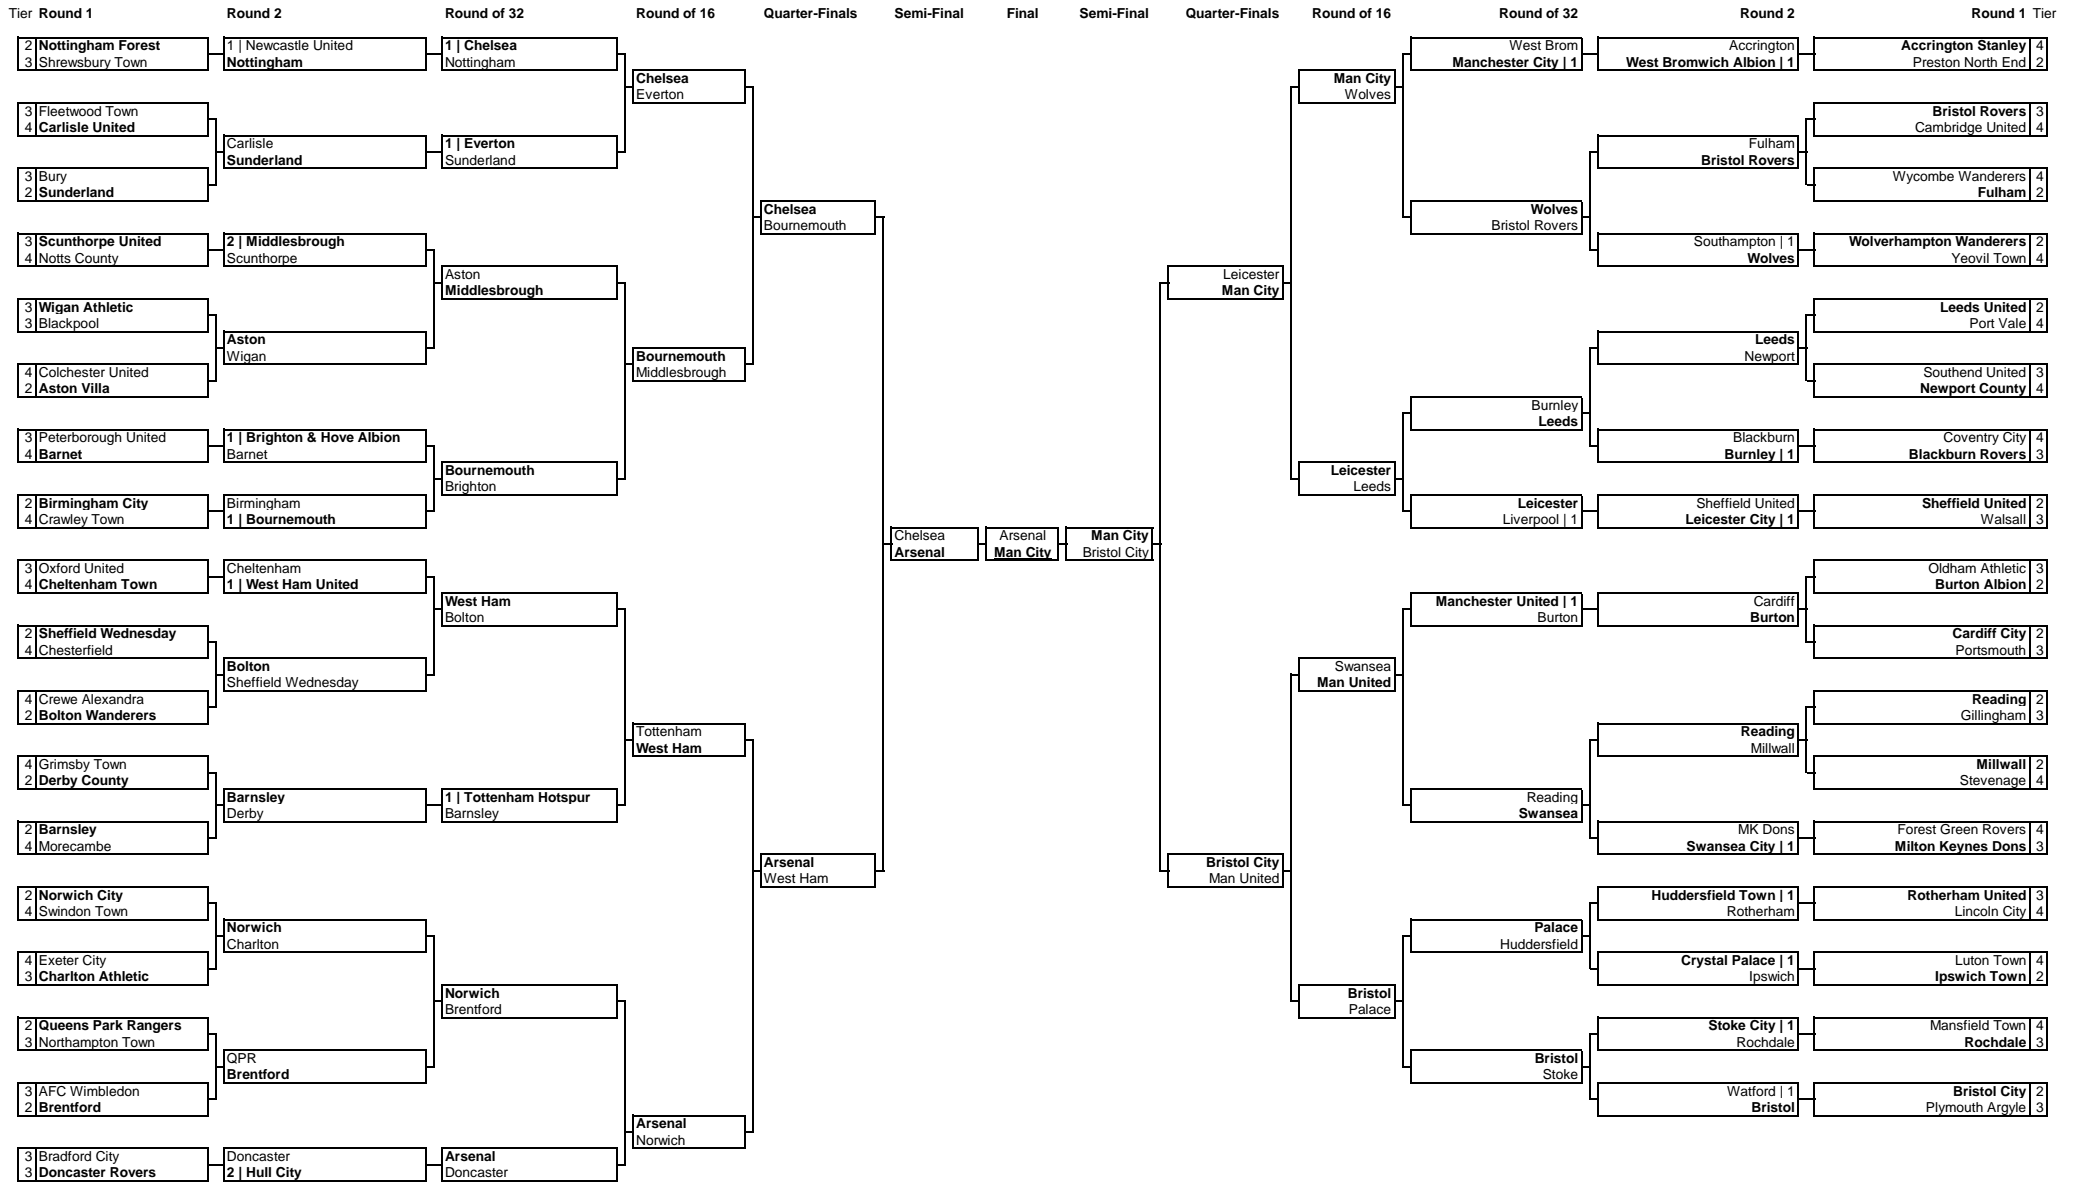 Tier Round 1
2 Nottingham Forest
3 Shrewsbury Town
3 Fleetwood Town
4 Carlisle United
3 Bury
2 Sunderland
3 Scunthorpe United
4 Notts County
3 Wigan Athletic
3 Blackpool
4 Colchester United
2 Aston Villa
3 Peterborough United
4 Barnet
2 Birmingham City
4 Crawley Town
3 Oxford United
4 Cheltenham Town
2 Sheffield Wednesday
4 Chesterfield
4 Crewe Alexandra
2 Bolton Wanderers
4 Grimsby Town
2 Derby County
2 Barnsley
4 Morecambe
2 Norwich City
4 Swindon Town
4 Exeter City
3 Charlton Athletic
2 Queens Park Rangers
3 Northampton Town
3 AFC Wimbledon
2 Brentford
3 Bradford City
3 Doncaster Rovers
Round 2
1 | Newcastle United
Nottingham
Carlisle
Sunderland
2 | Middlesbrough
Scunthorpe
Aston
Wigan
1 | Brighton & Hove Albion
Barnet
Birmingham
1 | Bournemouth
Cheltenham
1 | West Ham United
Bolton
Sheffield Wednesday
Barnsley
Derby
Norwich
Charlton
QPR
Brentford
Doncaster
2 | Hull City
Round of 32
1 | Chelsea
Nottingham
1 | Everton
Sunderland
Aston
Middlesbrough
Bournemouth
Brighton
West Ham
Bolton
1 | Tottenham Hotspur
Barnsley
Norwich
Brentford
Arsenal
Doncaster
Round of 16
Chelsea
Everton
Bournemouth
Middlesbrough
Tottenham
West Ham
Arsenal
Norwich
Quarter-Finals
Chelsea
Bournemouth
Arsenal
West Ham
Semi-Final
Chelsea
Arsenal
Final
Arsenal
Man City
Semi-Final
Man City
Bristol City
Quarter-Finals
Leicester
Man City
Bristol City
Man United
Round of 16
Man City
Wolves
Leicester
Leeds
Swansea
Man United
Bristol
Palace
Round of 32
West Brom
Manchester City | 1
Wolves
Bristol Rovers
Burnley
Leeds
Leicester
Liverpool | 1
Manchester United | 1
Burton
Reading
Swansea
Palace
Huddersfield
Bristol
Stoke
Round 2
Accrington
West Bromwich Albion | 1
Fulham
Bristol Rovers
Southampton | 1
Wolves
Leeds
Newport
Blackburn
Burnley | 1
Sheffield United
Leicester City | 1
Cardiff
Burton
Reading
Millwall
MK Dons
Swansea City | 1
Huddersfield Town | 1
Rotherham
Crystal Palace | 1
Ipswich
Stoke City | 1
Rochdale
Watford | 1
Bristol
Round 1 Tier
Accrington Stanley 4
Preston North End 2
Bristol Rovers 3
Cambridge United 4
Wycombe Wanderers 4
Fulham 2
Wolverhampton Wanderers 2
Yeovil Town 4
Leeds United 2
Port Vale 4
Southend United 3
Newport County 4
Coventry City 4
Blackburn Rovers 3
Sheffield United 2
Walsall 3
Oldham Athletic 3
Burton Albion 2
Cardiff City 2
Portsmouth 3
Reading 2
Gillingham 3
Millwall 2
Stevenage 4
Forest Green Rovers 4
Milton Keynes Dons 3
Rotherham United 3
Lincoln City 4
Luton Town 4
Ipswich Town 2
Mansfield Town 4
Rochdale 3
Bristol City 2
Plymouth Argyle 3